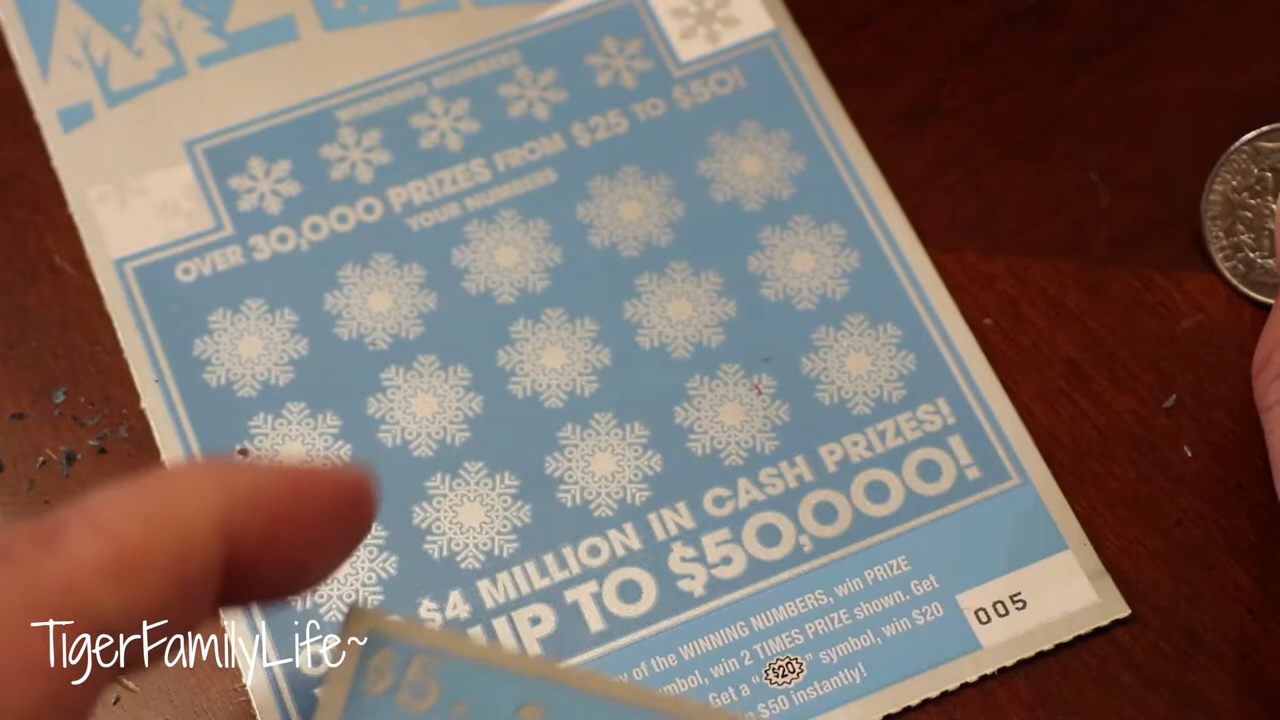 WINNING NUMBERS
OVER 30,000 PRIZES FROM $25 TO $50!
YOUR NUMBERS
$4 MILLION IN CASH PRIZES!
UP TO $50,000!
of the WINNING NUMBERS, win PRIZE
win 2 TIMES PRIZE shown. Get
Get a "$20" symbol, win $20
$50 instantly!
005
$5
TigerFamilyLife~